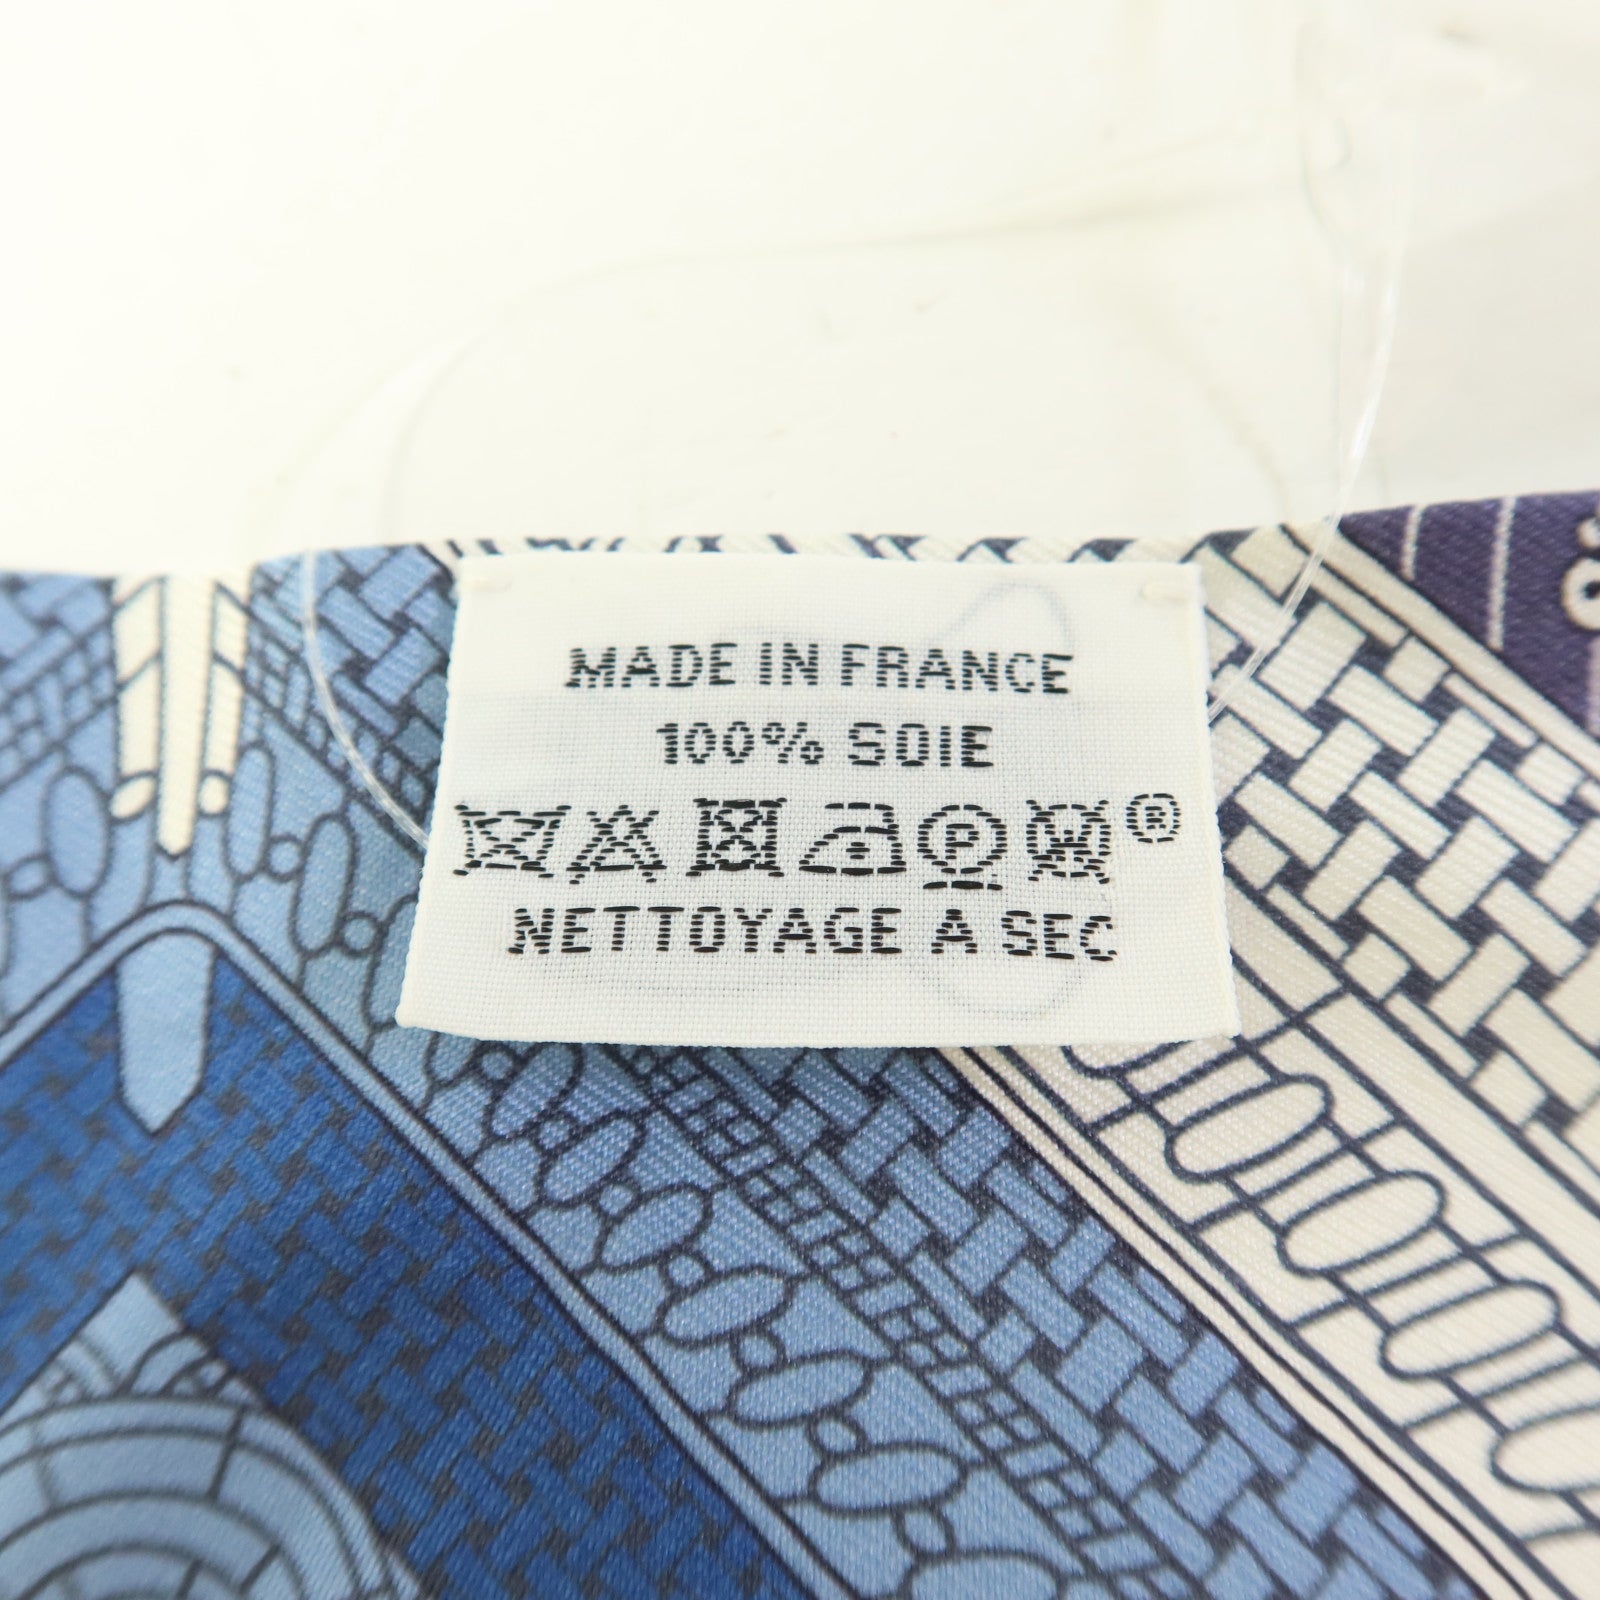 MADE IN FRANCE
100% SOIE
P W ®
NETTOYAGE A SEC